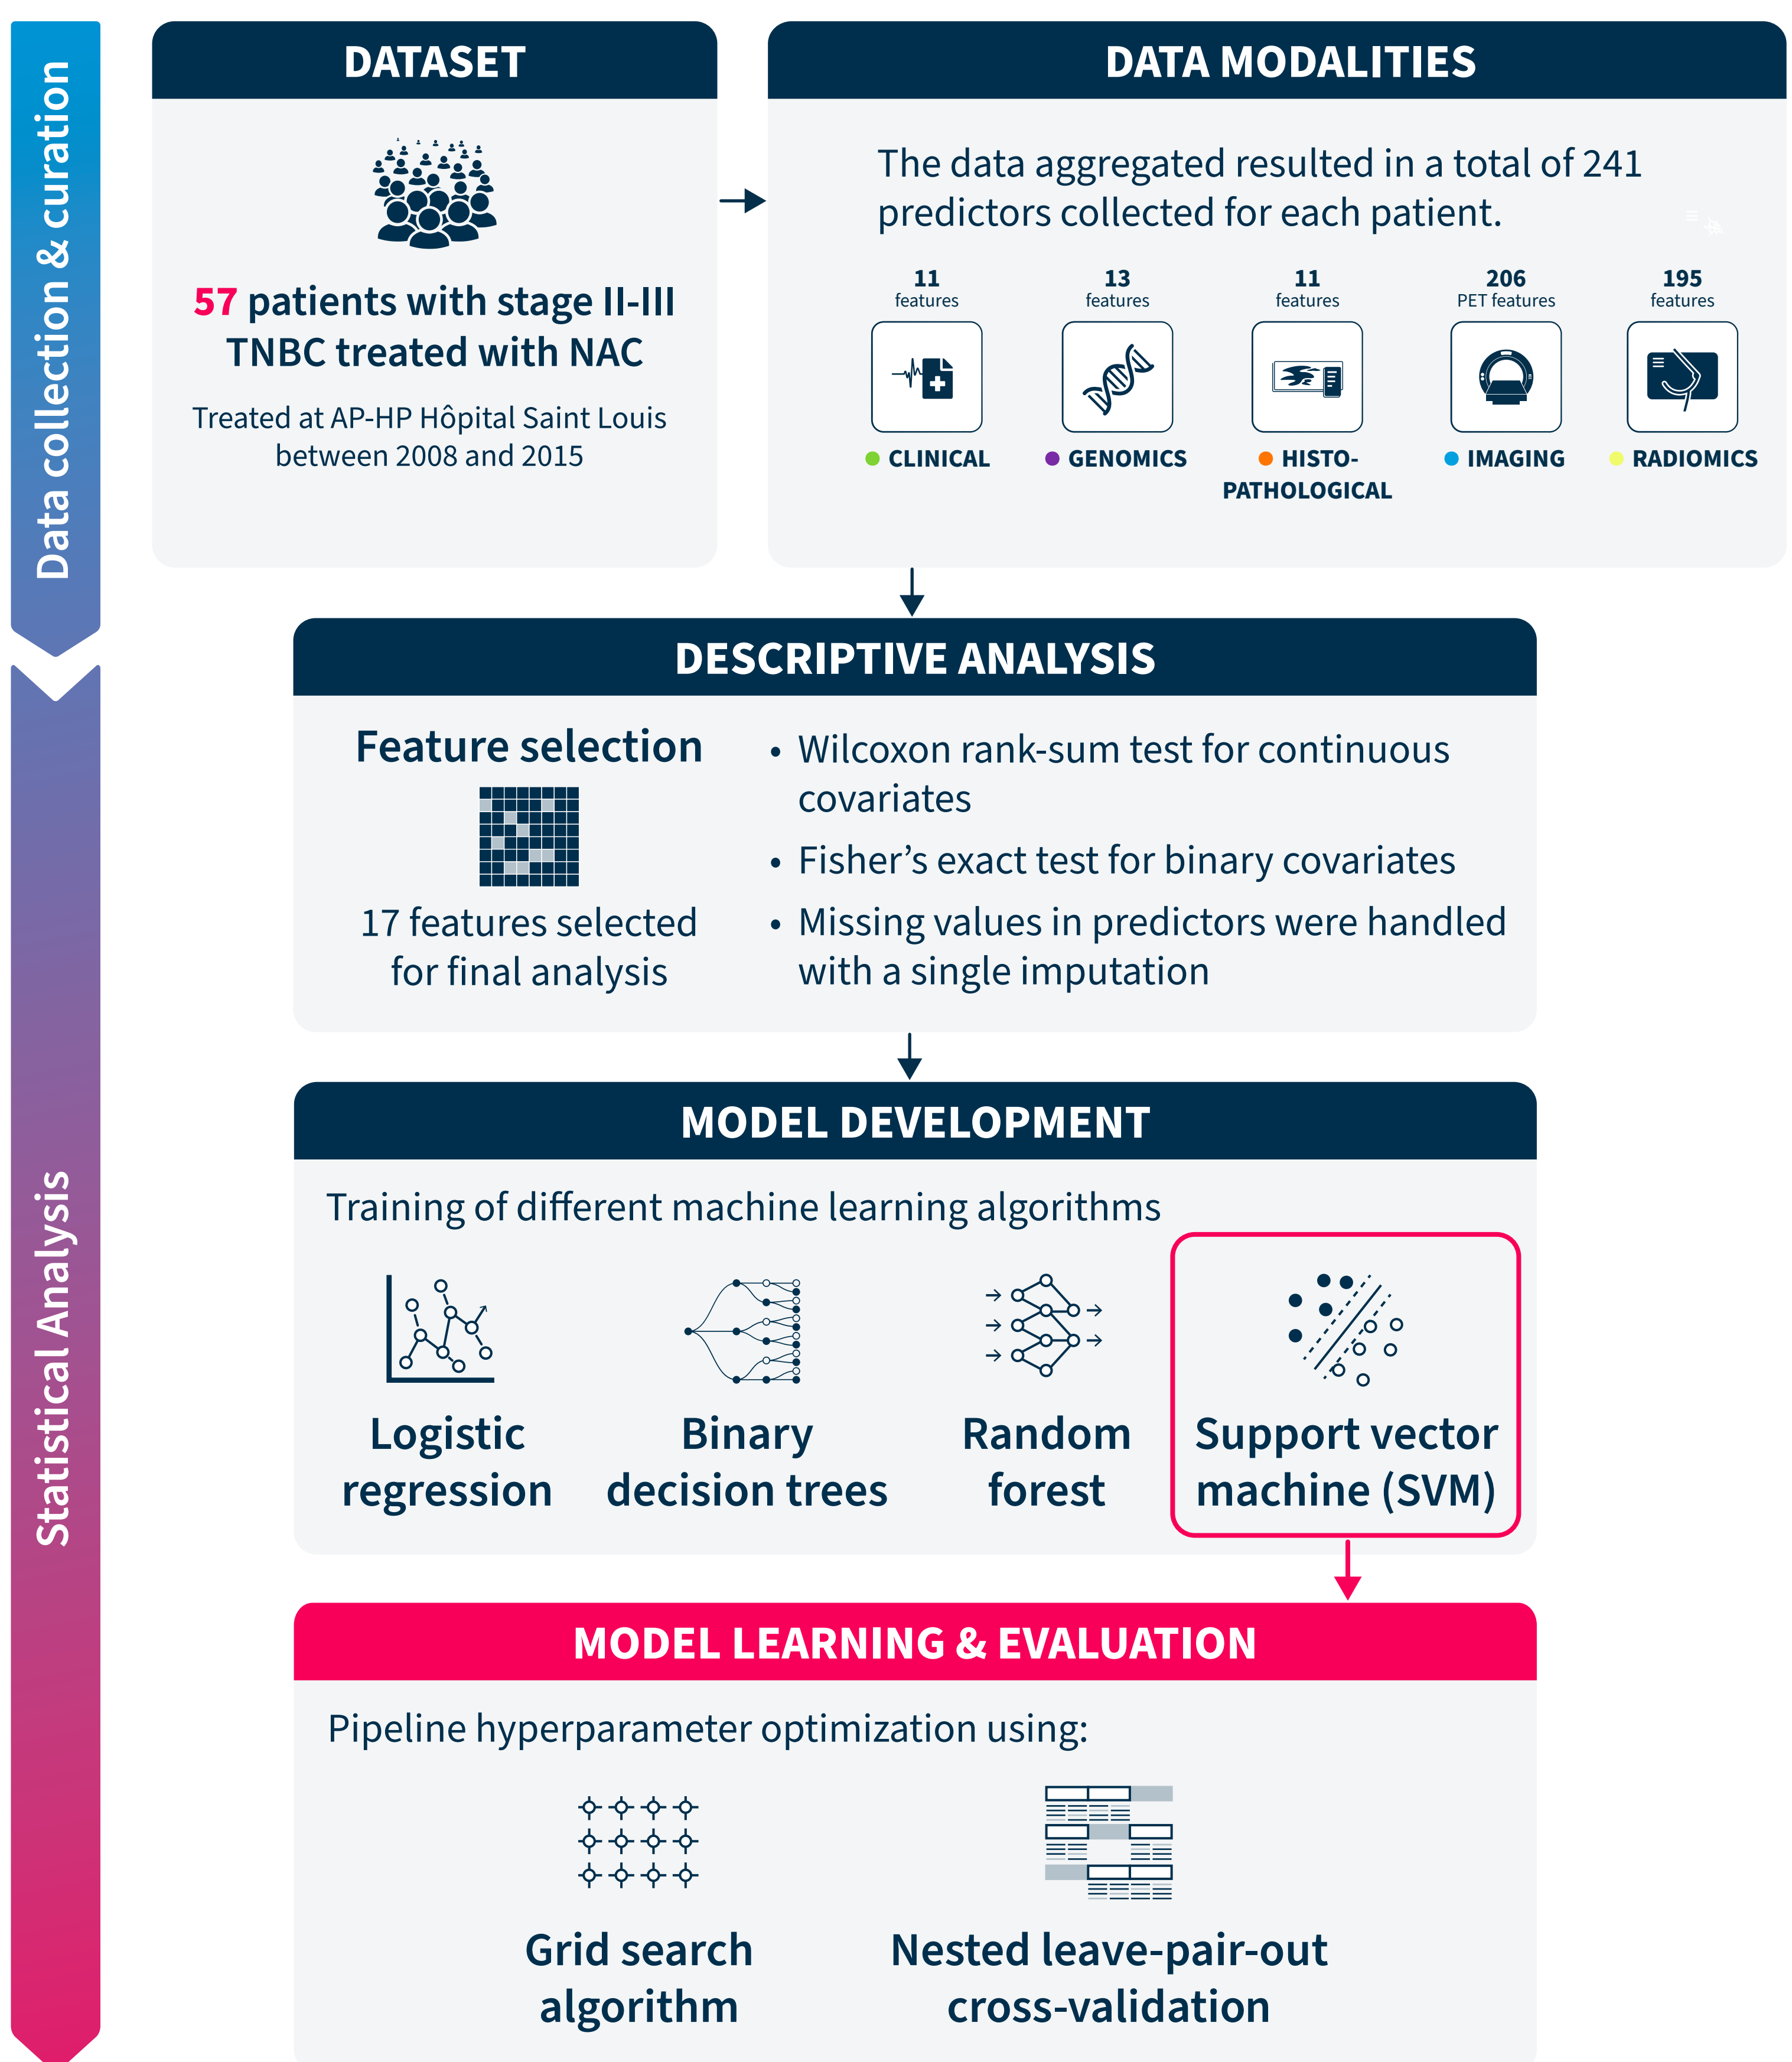 Data collection & curation
DATASET
57 patients with stage II-III
TNBC treated with NAC
Treated at AP-HP Hôpital Saint Louis
between 2008 and 2015
DATA MODALITIES
The data aggregated resulted in a total of 241
predictors collected for each patient.
11
features
CLINICAL
13
features
GENOMICS
11
features
HISTO-
PATHOLOGICAL
206
PET features
IMAGING
195
features
RADIOMICS
Statistical Analysis
DESCRIPTIVE ANALYSIS
Feature selection
17 features selected
for final analysis
• Wilcoxon rank-sum test for continuous
covariates
• Fisher’s exact test for binary covariates
• Missing values in predictors were handled
with a single imputation
MODEL DEVELOPMENT
Training of different machine learning algorithms
Logistic
regression
Binary
decision trees
Random
forest
Support vector
machine (SVM)
MODEL LEARNING & EVALUATION
Pipeline hyperparameter optimization using:
Grid search
algorithm
Nested leave-pair-out
cross-validation